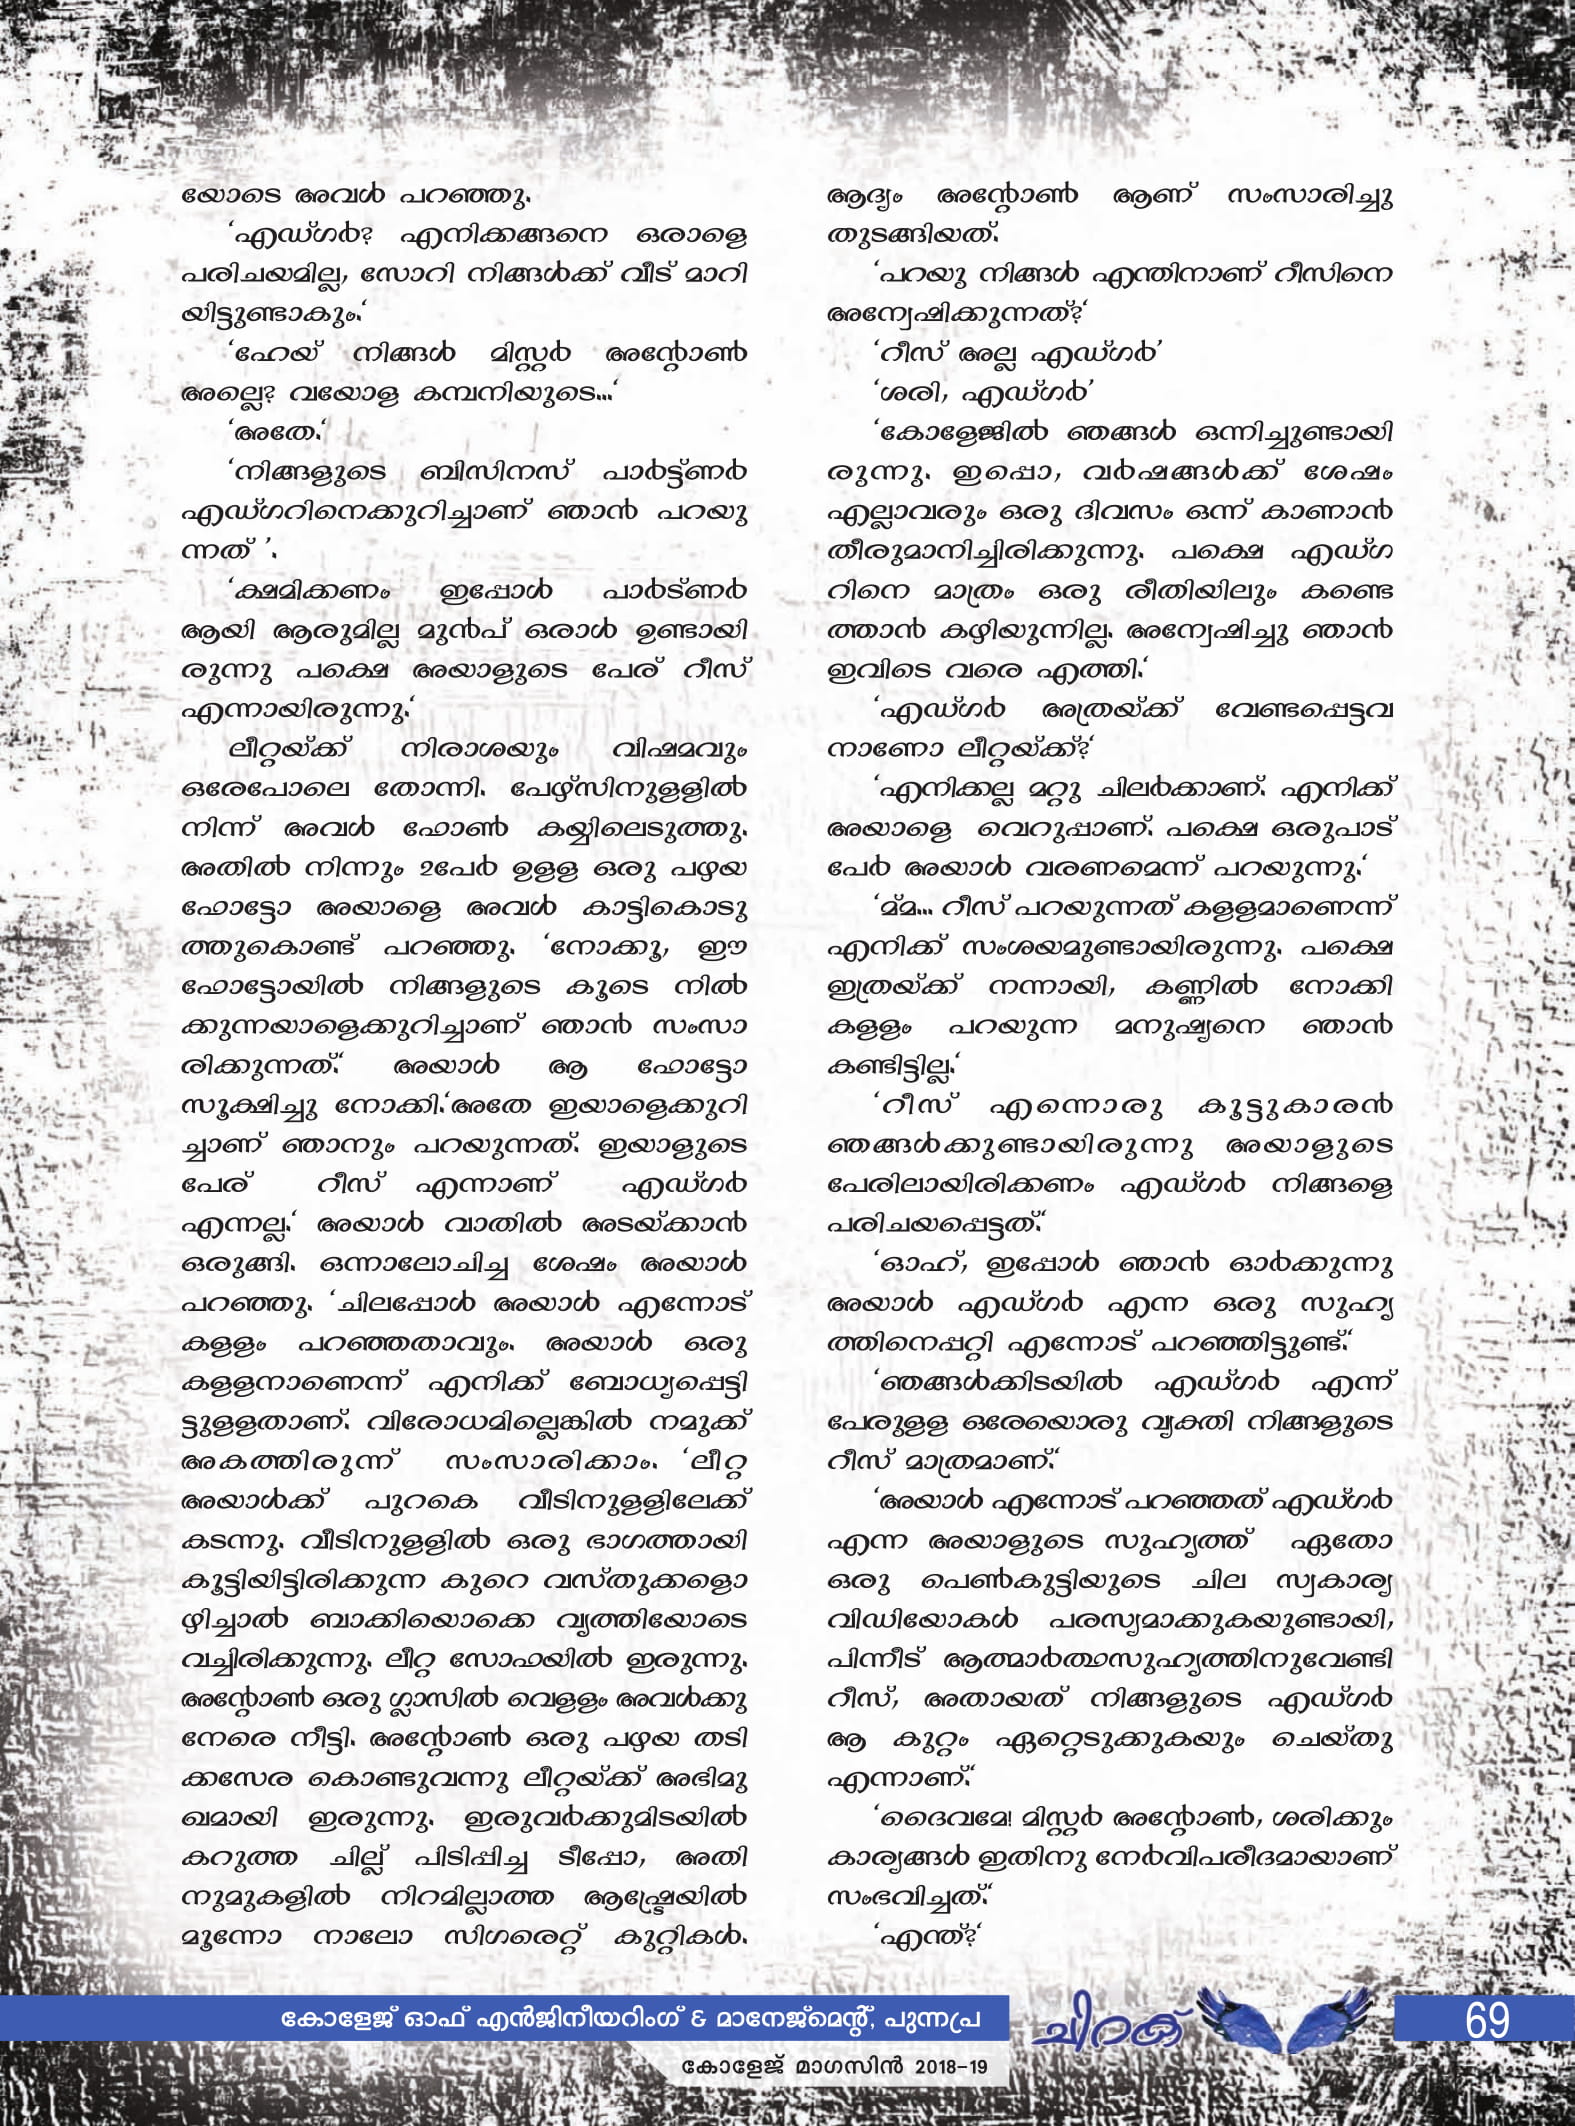 യോടെ അവൾ പറഞ്ഞു.
‘എഡ്ഗർ? എനിക്കങ്ങനെ ഒരാളെ
പരിചയമില്ല, സോറി നിങ്ങൾക്ക് വീട് മാറി
യിട്ടുണ്ടാകും.‘
‘ഹേയ് നിങ്ങൾ മിസ്റ്റർ അന്റോൺ
അല്ലെ? വയോള കമ്പനിയുടെ...‘
‘അതേ.‘
‘നിങ്ങളുടെ ബിസിനസ് പാർട്ട്ണർ
എഡ്ഗറിനെക്കുറിച്ചാണ് ഞാൻ പറയു
ന്നത് ’.
‘ക്ഷമിക്കണം ഇപ്പോൾ പാർട്ണർ
ആയി ആരുമില്ല മുൻപ് ഒരാൾ ഉണ്ടായി
രുന്നു പക്ഷെ അയാളുടെ പേര് റീസ്
എന്നായിരുന്നു.‘
ലീറ്റയ്ക്ക് നിരാശയും വിഷമവും
ഒരേപോലെ തോന്നി. പേഴ്സിനുള്ളിൽ
നിന്ന് അവൾ ഫോൺ കയ്യിലെടുത്തു.
അതിൽ നിന്നും 2പേർ ഉള്ള ഒരു പഴയ
ഫോട്ടോ അയാളെ അവൾ കാട്ടികൊടു
ത്തുകൊണ്ട് പറഞ്ഞു. ‘നോക്കൂ, ഈ
ഫോട്ടോയിൽ നിങ്ങളുടെ കൂടെ നിൽ
ക്കുന്നയാളെക്കുറിച്ചാണ് ഞാൻ സംസാ
രിക്കുന്നത്.‘ അയാൾ ആ ഫോട്ടോ
സൂക്ഷിച്ചു നോക്കി.‘അതേ ഇയാളെക്കുറി
ച്ചാണ് ഞാനും പറയുന്നത്. ഇയാളുടെ
പേര് റീസ് എന്നാണ് എഡ്ഗർ
എന്നല്ല.‘ അയാൾ വാതിൽ അടയ്ക്കാൻ
ഒരുങ്ങി. ഒന്നാലോചിച്ച ശേഷം അയാൾ
പറഞ്ഞു. ‘ചിലപ്പോൾ അയാൾ എന്നോട്
കള്ളം പറഞ്ഞതാവും. അയാൾ ഒരു
കള്ളനാണെന്ന് എനിക്ക് ബോധ്യപ്പെട്ടി
ട്ടുള്ളതാണ്. വിരോധമില്ലെങ്കിൽ നമുക്ക്
അകത്തിരുന്ന് സംസാരിക്കാം. ‘ലീറ്റ
അയാൾക്ക് പുറകെ വീടിനുള്ളിലേക്ക്
കടന്നു. വീടിനുള്ളിൽ ഒരു ഭാഗത്തായി
കൂട്ടിയിട്ടിരിക്കുന്ന കുറെ വസ്തുക്കളൊ
ഴിച്ചാൽ ബാക്കിയൊക്കെ വൃത്തിയോടെ
വച്ചിരിക്കുന്നു. ലീറ്റ സോഫയിൽ ഇരുന്നു.
അന്റോൺ ഒരു ഗ്ലാസിൽ വെള്ളം അവൾക്കു
നേരെ നീട്ടി. അന്റോൺ ഒരു പഴയ തടി
ക്കസേര കൊണ്ടുവന്നു ലീറ്റയ്ക്ക് അഭിമു
ഖമായി ഇരുന്നു. ഇരുവർക്കുമിടയിൽ
കറുത്ത ചില്ല് പിടിപ്പിച്ച ടീപ്പോ, അതി
നുമുകളിൽ നിറമില്ലാത്ത ആഷ്ട്രേയിൽ
മൂന്നോ നാലോ സിഗരെറ്റ് കുറ്റികൾ.
ആദ്യം അന്റോൺ ആണ് സംസാരിച്ചു
തുടങ്ങിയത്.
‘പറയു നിങ്ങൾ എന്തിനാണ് റീസിനെ
അന്വേഷിക്കുന്നത്?‘
‘റീസ് അല്ല എഡ്ഗർ’
‘ശരി, എഡ്ഗർ’
‘കോളേജിൽ ഞങ്ങൾ ഒന്നിച്ചുണ്ടായി
രുന്നു. ഇപ്പൊ, വർഷങ്ങൾക്ക് ശേഷം
എല്ലാവരും ഒരു ദിവസം ഒന്ന് കാണാൻ
തീരുമാനിച്ചിരിക്കുന്നു. പക്ഷെ എഡ്ഗ
റിനെ മാത്രം ഒരു രീതിയിലും കണ്ടെ
ത്താൻ കഴിയുന്നില്ല. അന്വേഷിച്ചു ഞാൻ
ഇവിടെ വരെ എത്തി.‘
‘എഡ്ഗർ അത്രയ്ക്ക് വേണ്ടപ്പെട്ടവ
നാണോ ലീറ്റയ്ക്ക്?‘
‘എനിക്കല്ല മറ്റു ചിലർക്കാണ്. എനിക്ക്
അയാളെ വെറുപ്പാണ്. പക്ഷെ ഒരുപാട്
പേർ അയാൾ വരണമെന്ന് പറയുന്നു.‘
‘മ്മ... റീസ് പറയുന്നത് കള്ളമാണെന്ന്
എനിക്ക് സംശയമുണ്ടായിരുന്നു. പക്ഷെ
ഇത്രയ്ക്ക് നന്നായി, കണ്ണിൽ നോക്കി
കള്ളം പറയുന്ന മനുഷ്യനെ ഞാൻ
കണ്ടിട്ടില്ല.‘
‘റീസ് എന്നൊരു കൂട്ടുകാരൻ
ഞങ്ങൾക്കുണ്ടായിരുന്നു അയാളുടെ
പേരിലായിരിക്കണം എഡ്ഗർ നിങ്ങളെ
പരിചയപ്പെട്ടത്.‘
‘ഓഹ്, ഇപ്പോൾ ഞാൻ ഓർക്കുന്നു
അയാൾ എഡ്ഗർ എന്ന ഒരു സുഹൃ
ത്തിനെപ്പറ്റി എന്നോട് പറഞ്ഞിട്ടുണ്ട്.‘
‘ഞങ്ങൾക്കിടയിൽ എഡ്ഗർ എന്ന്
പേരുള്ള ഒരേയൊരു വ്യക്തി നിങ്ങളുടെ
റീസ് മാത്രമാണ്.‘
‘അയാൾ എന്നോട് പറഞ്ഞത് എഡ്ഗർ
എന്ന അയാളുടെ സുഹൃത്ത് ഏതോ
ഒരു പെൺകുട്ടിയുടെ ചില സ്വകാര്യ
വിഡിയോകൾ പരസ്യമാക്കുകയുണ്ടായി,
പിന്നീട് ആത്മാർത്ഥസുഹൃത്തിനുവേണ്ടി
റീസ്, അതായത് നിങ്ങളുടെ എഡ്ഗർ
ആ കുറ്റം ഏറ്റെടുക്കുകയും ചെയ്തു
എന്നാണ്.‘
‘ദൈവമേ! മിസ്റ്റർ അന്റോൺ, ശരിക്കും
കാര്യങ്ങൾ ഇതിനു നേർവിപരീദമായാണ്
സംഭവിച്ചത്.‘
‘എന്ത്?‘
കോളേജ് ഓഫ് എൻജിനീയറിംഗ് & മാനേജ്മെന്റ്, പുന്നപ്ര
ചിറക്
69
കോളേജ് മാഗസിൻ 2018-19